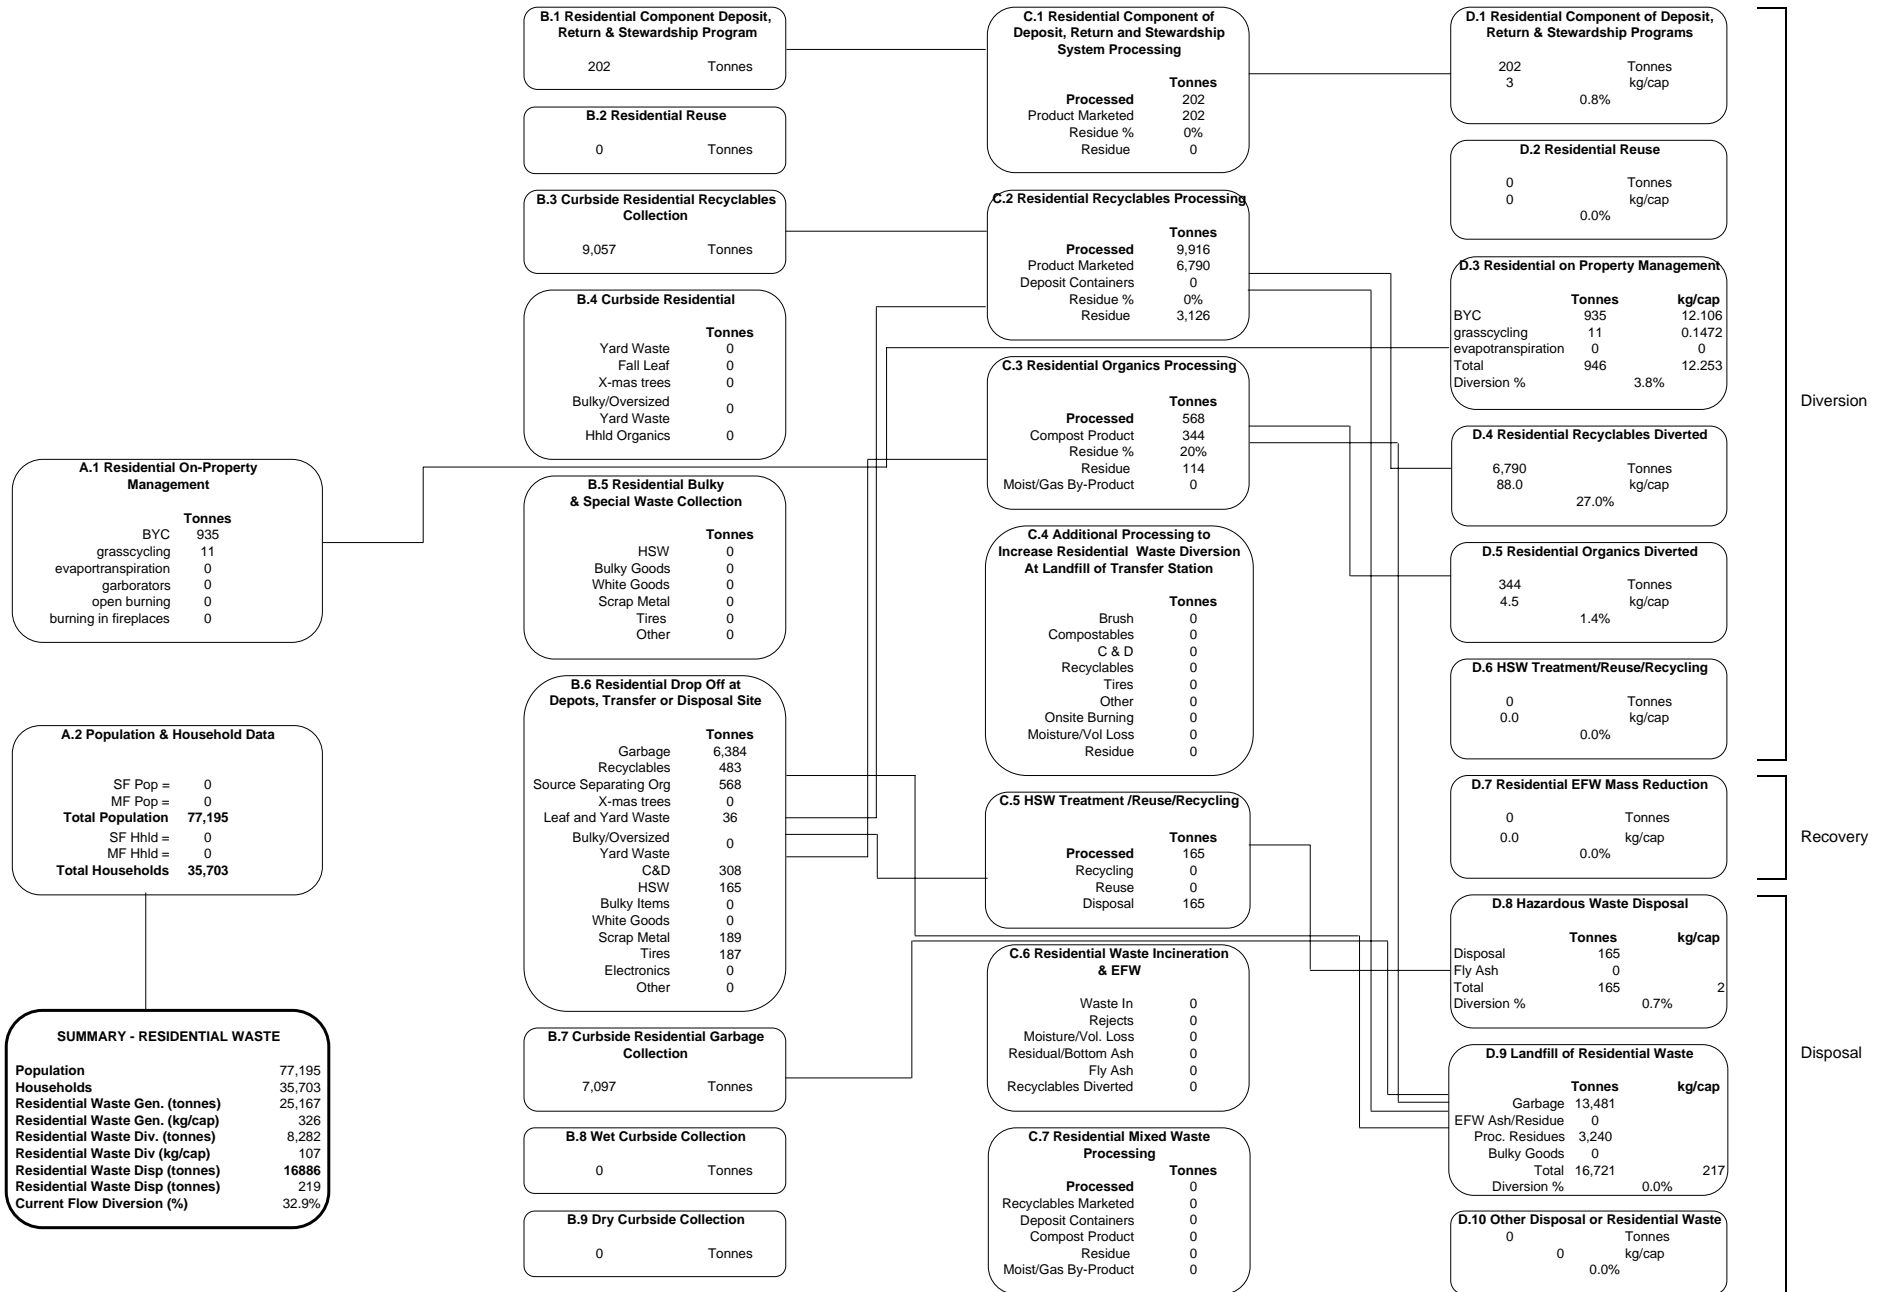 A.1 Residential On-Property
Management
Tonnes
BYC 935
grasscycling 11
evaportranspiration 0
garborators 0
open burning 0
burning in fireplaces 0
A.2 Population & Household Data
SF Pop = 0
MF Pop = 0
Total Population 77,195
SF Hhld = 0
MF Hhld = 0
Total Households 35,703
SUMMARY - RESIDENTIAL WASTE
Population 77,195
Households 35,703
Residential Waste Gen. (tonnes) 25,167
Residential Waste Gen. (kg/cap) 326
Residential Waste Div. (tonnes) 8,282
Residential Waste Div (kg/cap) 107
Residential Waste Disp (tonnes) 16886
Residential Waste Disp (tonnes) 219
Current Flow Diversion (%) 32.9%
B.1 Residential Component Deposit,
Return & Stewardship Program
202 Tonnes
B.2 Residential Reuse
0 Tonnes
B.3 Curbside Residential Recyclables
Collection
9,057 Tonnes
B.4 Curbside Residential
Tonnes
Yard Waste 0
Fall Leaf 0
X-mas trees 0
Bulky/Oversized
Yard Waste 0
Hhld Organics 0
B.5 Residential Bulky
& Special Waste Collection
Tonnes
HSW 0
Bulky Goods 0
White Goods 0
Scrap Metal 0
Tires 0
Other 0
B.6 Residential Drop Off at
Depots, Transfer or Disposal Site
Tonnes
Garbage 6,384
Recyclables 483
Source Separating Org 568
X-mas trees 0
Leaf and Yard Waste 36
Bulky/Oversized
Yard Waste 0
C&D 308
HSW 165
Bulky Items 0
White Goods 0
Scrap Metal 189
Tires 187
Electronics 0
Other 0
B.7 Curbside Residential Garbage
Collection
7,097 Tonnes
B.8 Wet Curbside Collection
0 Tonnes
B.9 Dry Curbside Collection
0 Tonnes
C.1 Residential Component of
Deposit, Return and Stewardship
System Processing
Tonnes
Processed 202
Product Marketed 202
Residue % 0%
Residue 0
C.2 Residential Recyclables Processing
Tonnes
Processed 9,916
Product Marketed 6,790
Deposit Containers 0
Residue % 0%
Residue 3,126
C.3 Residential Organics Processing
Tonnes
Processed 568
Compost Product 344
Residue % 20%
Residue 114
Moist/Gas By-Product 0
C.4 Additional Processing to
Increase Residential Waste Diversion
At Landfill of Transfer Station
Tonnes
Brush 0
Compostables 0
C & D 0
Recyclables 0
Tires 0
Other 0
Onsite Burning 0
Moisture/Vol Loss 0
Residue 0
C.5 HSW Treatment /Reuse/Recycling
Tonnes
Processed 165
Recycling 0
Reuse 0
Disposal 165
C.6 Residential Waste Incineration
& EFW
Waste In 0
Rejects 0
Moisture/Vol. Loss 0
Residual/Bottom Ash 0
Fly Ash 0
Recyclables Diverted 0
C.7 Residential Mixed Waste
Processing
Tonnes
Processed 0
Recyclables Marketed 0
Deposit Containers 0
Compost Product 0
Residue 0
Moist/Gas By-Product 0
D.1 Residential Component of Deposit,
Return & Stewardship Programs
202 Tonnes
3 kg/cap
0.8%
D.2 Residential Reuse
0 Tonnes
0 kg/cap
0.0%
D.3 Residential on Property Management
Tonnes kg/cap
BYC 935 12.106
grasscycling 11 0.1472
evapotranspiration 0 0
Total 946 12.253
Diversion % 3.8%
D.4 Residential Recyclables Diverted
6,790 Tonnes
88.0 kg/cap
27.0%
D.5 Residential Organics Diverted
344 Tonnes
4.5 kg/cap
1.4%
D.6 HSW Treatment/Reuse/Recycling
0 Tonnes
0.0 kg/cap
0.0%
D.7 Residential EFW Mass Reduction
0 Tonnes
0.0 kg/cap
0.0%
D.8 Hazardous Waste Disposal
Tonnes kg/cap
Disposal 165
Fly Ash 0
Total 165 2
Diversion % 0.7%
D.9 Landfill of Residential Waste
Tonnes kg/cap
Garbage 13,481
EFW Ash/Residue 0
Proc. Residues 3,240
Bulky Goods 0
Total 16,721 217
Diversion % 0.0%
D.10 Other Disposal or Residential Waste
0 Tonnes
0 kg/cap
0.0%
Diversion
Recovery
Disposal